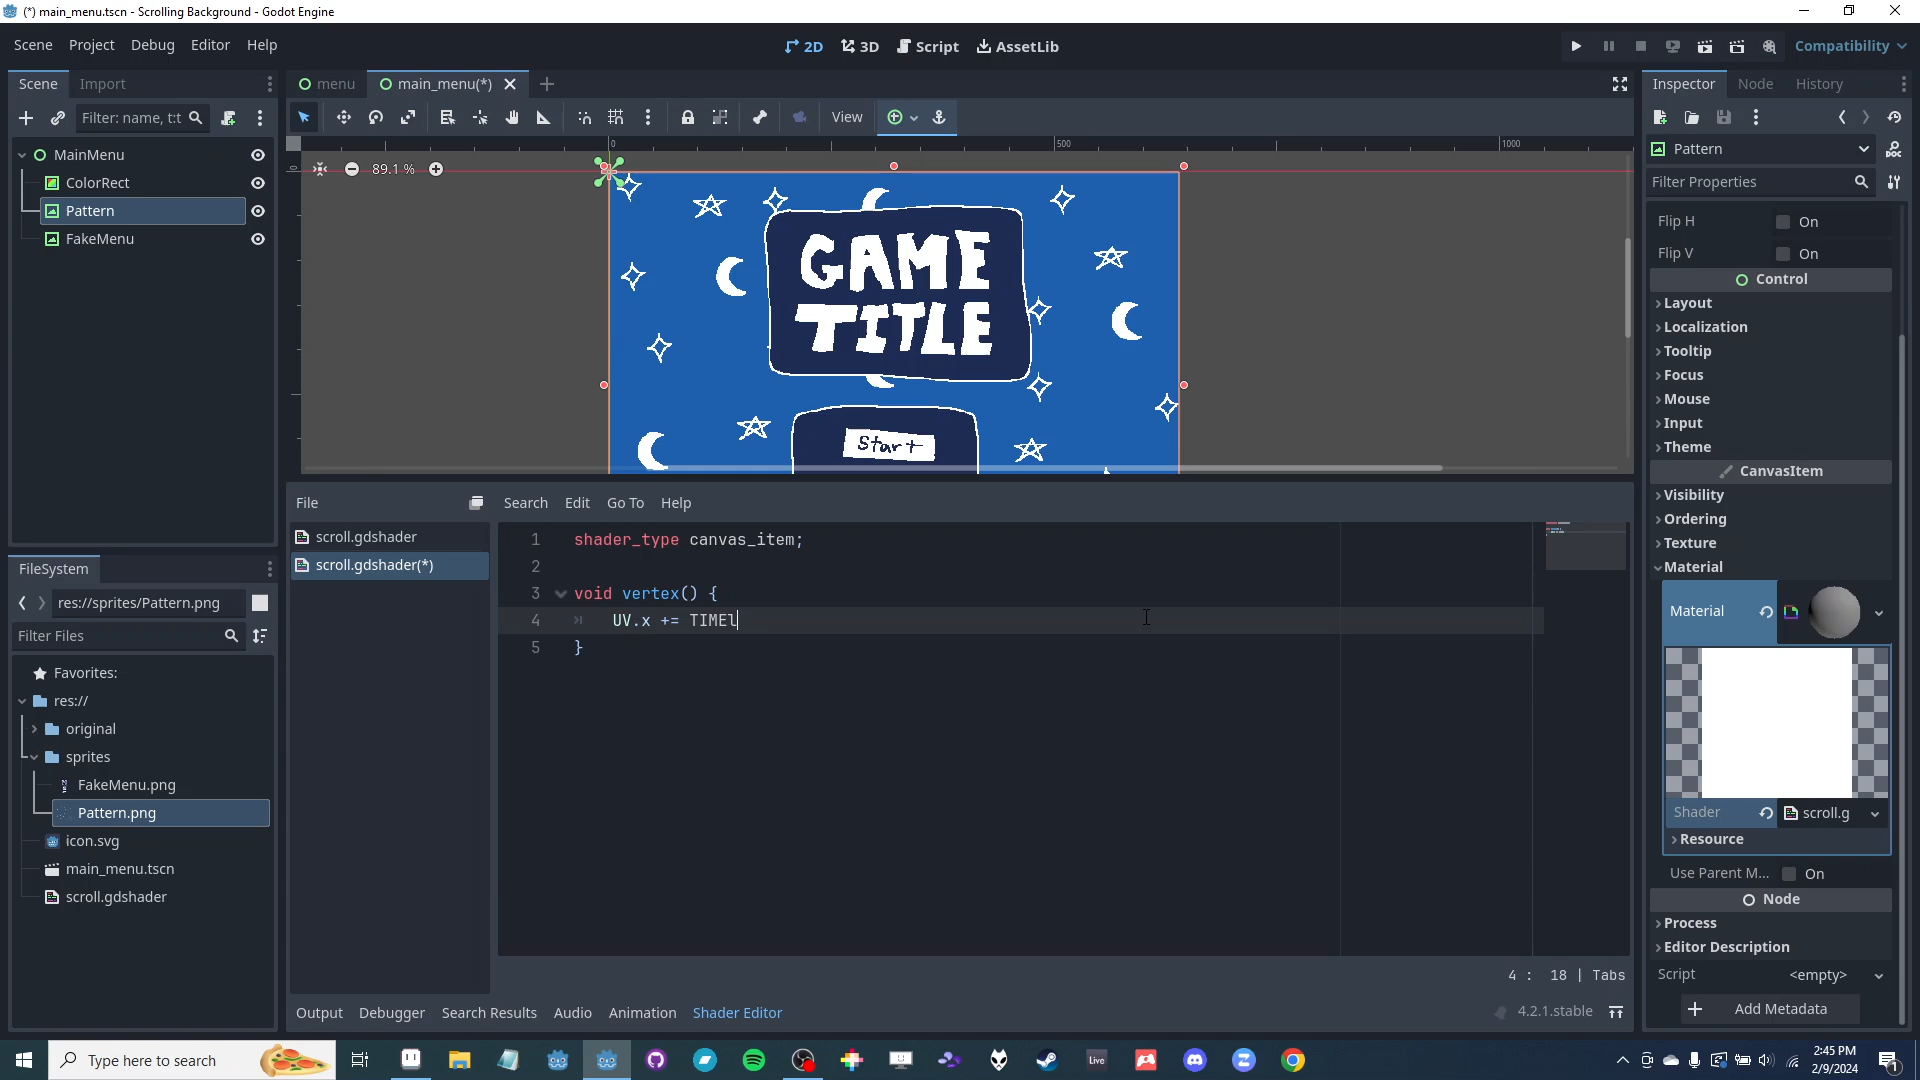 (*) main_menu.tscn - Scrolling Background - Godot Engine
Scene Project Debug Editor Help
2D 3D Script AssetLib
Compatibility
Scene Import
menu main_menu(*)
Inspector Node History
Filter: name, t:t
View
Pattern
Filter Properties
MainMenu
ColorRect
Pattern
FakeMenu
0 500 1000
0
89.1 %
GAME
TITLE
Start
Flip H On
Flip V On
Control
Layout
Localization
Tooltip
Focus
Mouse
Input
Theme
CanvasItem
Visibility
Ordering
Texture
Material
Material
Shader scroll.g
Resource
Use Parent M... On
Node
Process
Editor Description
Script <empty>
Add Metadata
File Search Edit Go To Help
scroll.gdshader
scroll.gdshader(*)
1 shader_type canvas_item;
2
3 void vertex() {
4 UV.x += TIMEl
5 }
4 : 18 | Tabs
FileSystem
res://sprites/Pattern.png
Filter Files
Favorites:
res://
original
sprites
FakeMenu.png
Pattern.png
icon.svg
main_menu.tscn
scroll.gdshader
Output Debugger Search Results Audio Animation Shader Editor
4.2.1.stable
Type here to search
Live
2:45 PM
2/9/2024
1